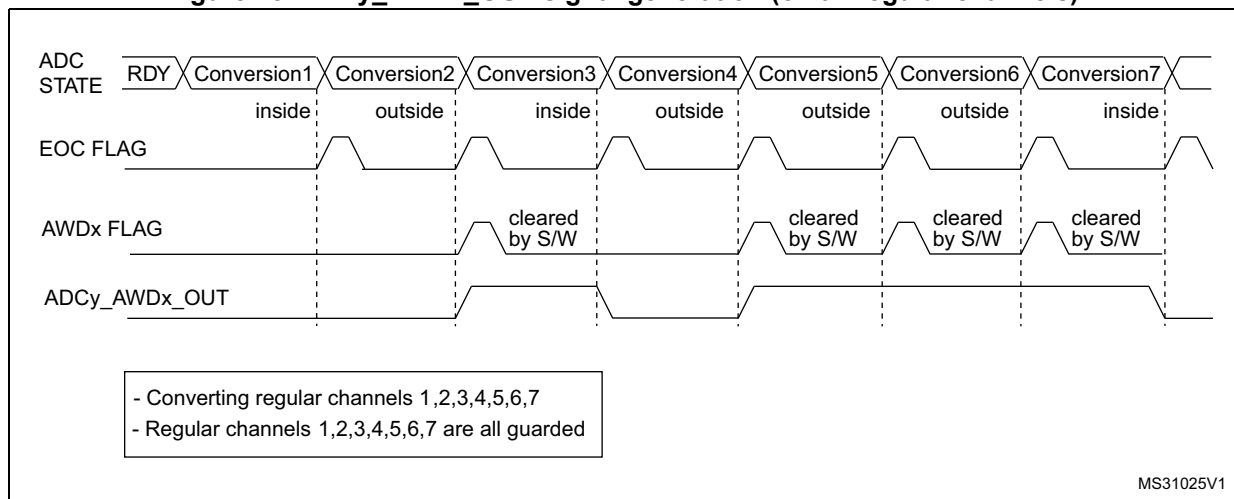 ADC STATE
RDY Conversion1 Conversion2 Conversion3 Conversion4 Conversion5 Conversion6 Conversion7
inside outside inside outside outside outside inside
EOC FLAG
AWDx FLAG
cleared by S/W
cleared by S/W
cleared by S/W
cleared by S/W
ADCy_AWDx_OUT
- Converting regular channels 1,2,3,4,5,6,7
- Regular channels 1,2,3,4,5,6,7 are all guarded
MS31025V1